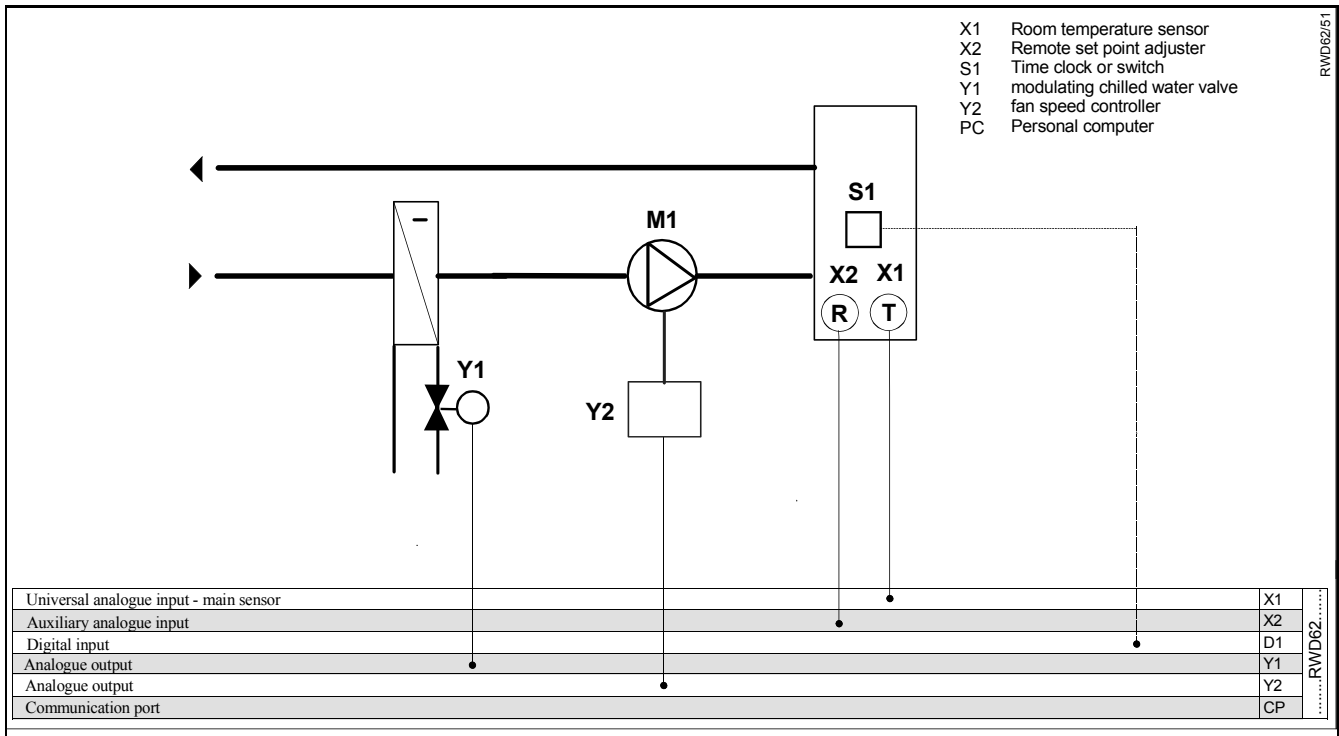 X1 Room temperature sensor
X2 Remote set point adjuster
S1 Time clock or switch
Y1 modulating chilled water valve
Y2 fan speed controller
PC Personal computer
RWD62/51
S1
M1
X2 X1
R T
Y1
Y2
Universal analogue input - main sensor X1
Auxiliary analogue input X2
Digital input D1
Analogue output Y1
Analogue output Y2
Communication port CP
.......RWD62.......